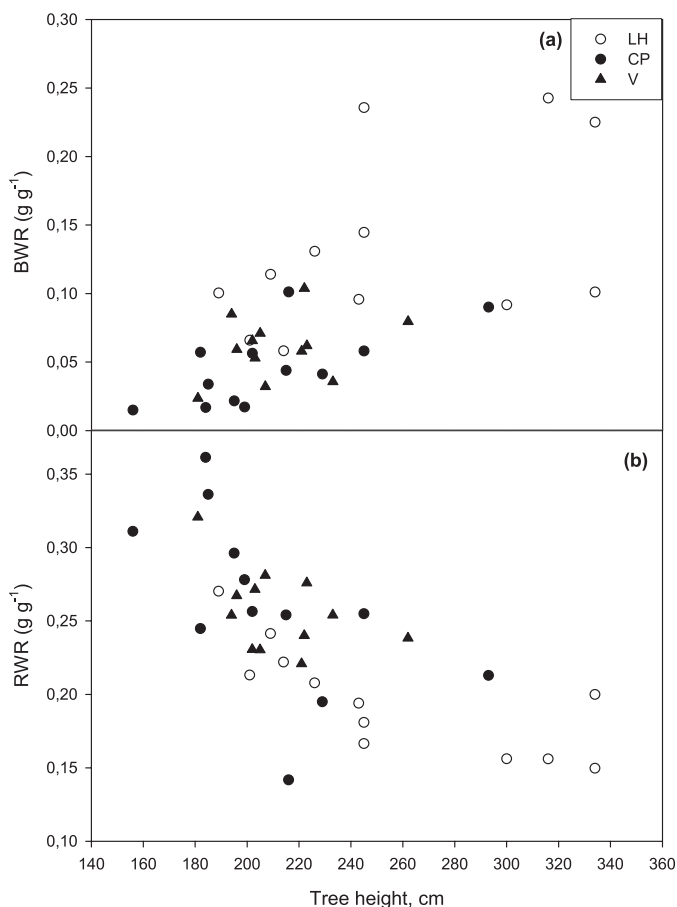 0,30
(a)
LH
CP
V
0,25
0,20
0,15
0,10
0,05
0,00
BWR (g g⁻¹)
(b)
0,35
0,30
0,25
0,20
0,15
0,10
RWR (g g⁻¹)
140 160 180 200 220 240 260 280 300 320 340 360
Tree height, cm